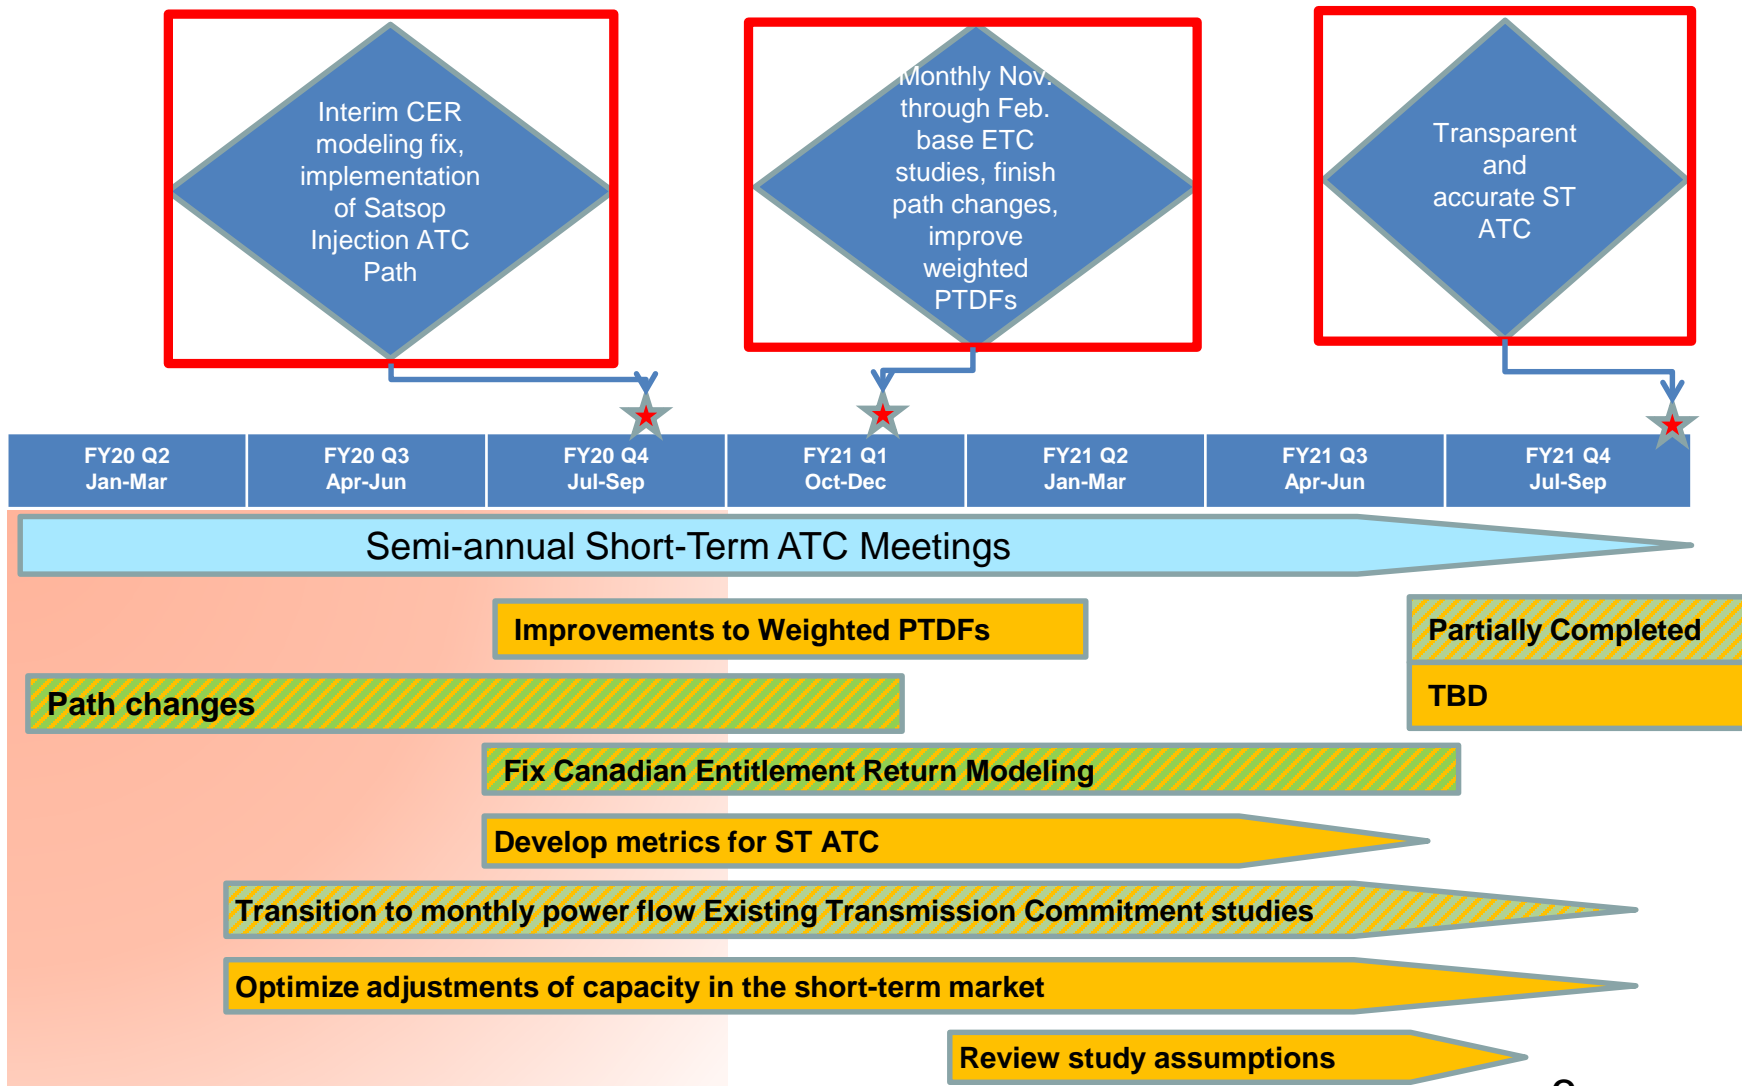 Interim CER
modeling fix,
implementation
of Satsop
Injection ATC
Path
Monthly Nov.
through Feb.
base ETC
studies, finish
path changes,
improve
weighted
PTDFs
Transparent
and
accurate ST
ATC
FY20 Q2
Jan-Mar
FY20 Q3
Apr-Jun
FY20 Q4
Jul-Sep
FY21 Q1
Oct-Dec
FY21 Q2
Jan-Mar
FY21 Q3
Apr-Jun
FY21 Q4
Jul-Sep
Semi-annual Short-Term ATC Meetings
Improvements to Weighted PTDFs
Partially Completed
Path changes
TBD
Fix Canadian Entitlement Return Modeling
Develop metrics for ST ATC
Transition to monthly power flow Existing Transmission Commitment studies
Optimize adjustments of capacity in the short-term market
Review study assumptions